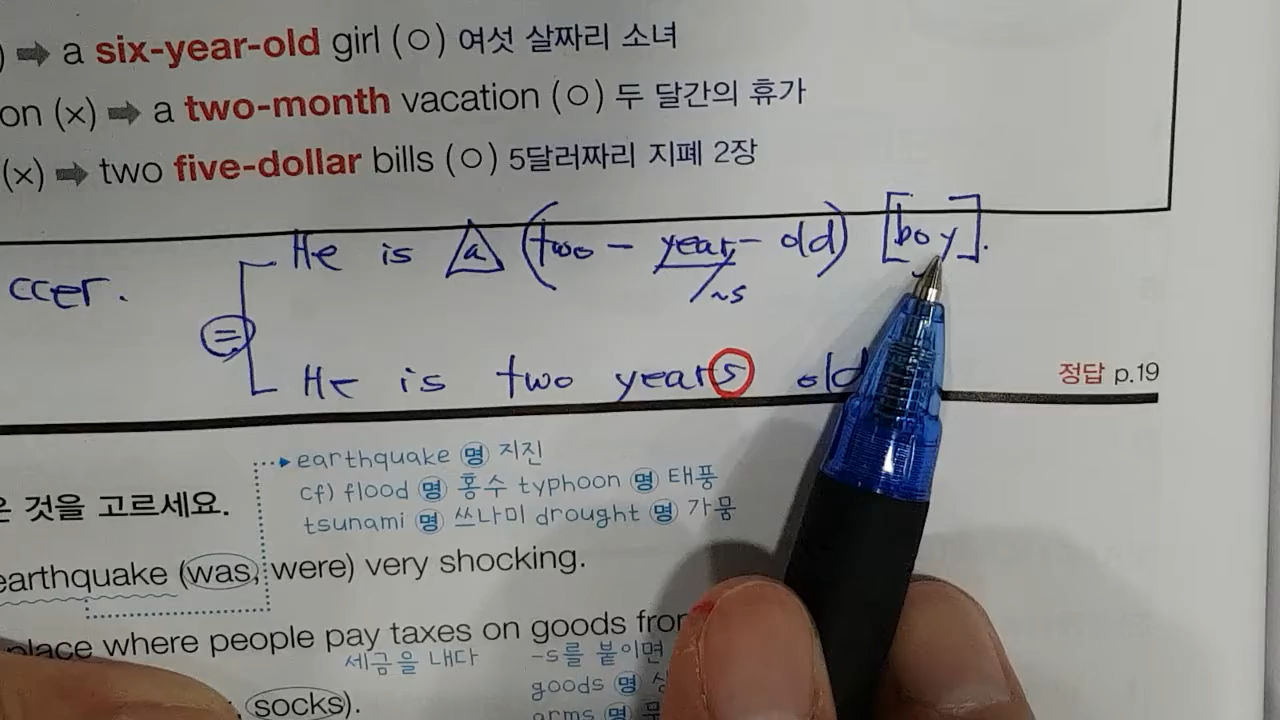 ) ➡ a six-year-old girl (○) 여섯 살짜리 소녀
on (×) ➡ a two-month vacation (○) 두 달간의 휴가
(×) ➡ two five-dollar bills (○) 5달러짜리 지폐 2장
He is a (two - year - old) [boy].
~s
ccer.
=
He is two years old
정답 p.19
earthquake 명 지진
cf) flood 명 홍수 typhoon 명 태풍
은 것을 고르세요.
tsunami 명 쓰나미 drought 명 가뭄
earthquake (was, were) very shocking.
place where people pay taxes on goods from
세금을 내다
-s를 붙이면
goods 명
socks).
arms 명